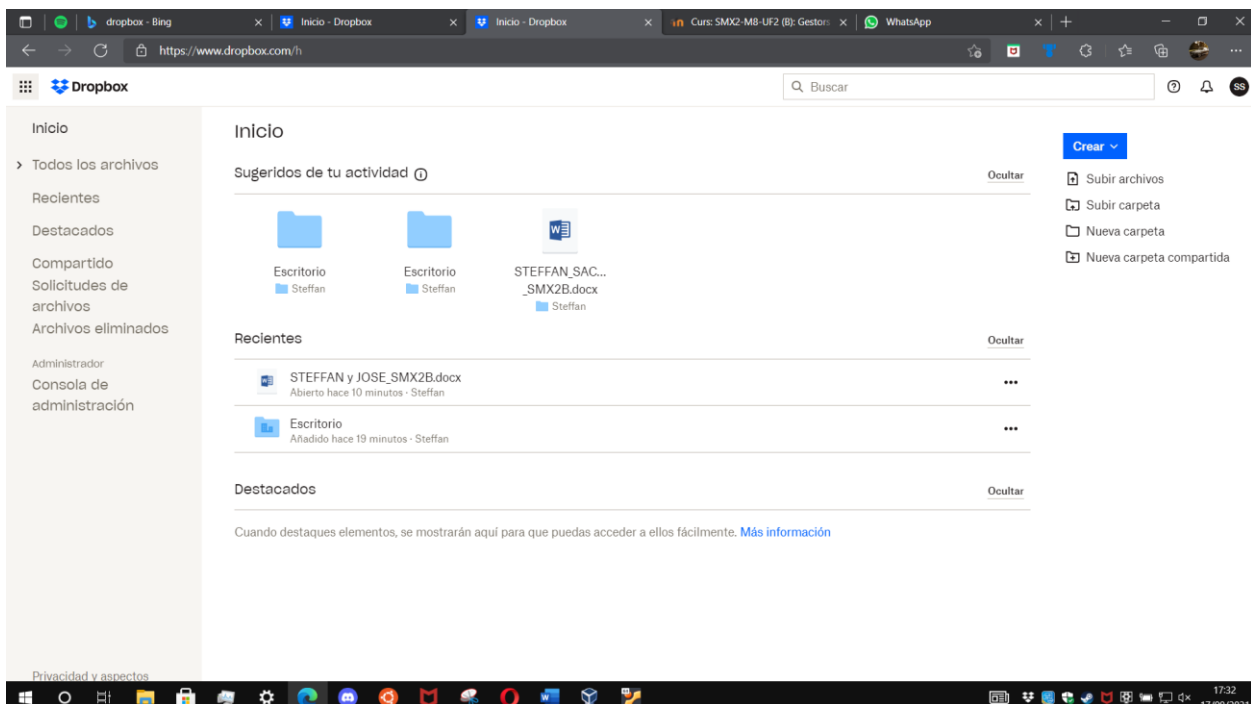 dropbox - Bing
Inicio - Dropbox
Inicio - Dropbox
Curs: SMX2-M8-UF2 (B): Gestors
WhatsApp
https://www.dropbox.com/h
Dropbox
Buscar
SS
Inicio
Todos los archivos
Recientes
Destacados
Compartido
Solicitudes de
archivos
Archivos eliminados
Administrador
Consola de
administración
Privacidad y aspectos
Inicio
Sugeridos de tu actividad
Ocultar
Escritorio
Steffan
Escritorio
Steffan
STEFFAN_SAC...
_SMX2B.docx
Steffan
Recientes
Ocultar
STEFFAN y JOSE_SMX2B.docx
Abierto hace 10 minutos · Steffan
Escritorio
Añadido hace 19 minutos · Steffan
Destacados
Ocultar
Cuando destaques elementos, se mostrarán aquí para que puedas acceder a ellos fácilmente. Más información
Crear
Subir archivos
Subir carpeta
Nueva carpeta
Nueva carpeta compartida
17:32
17/09/2021